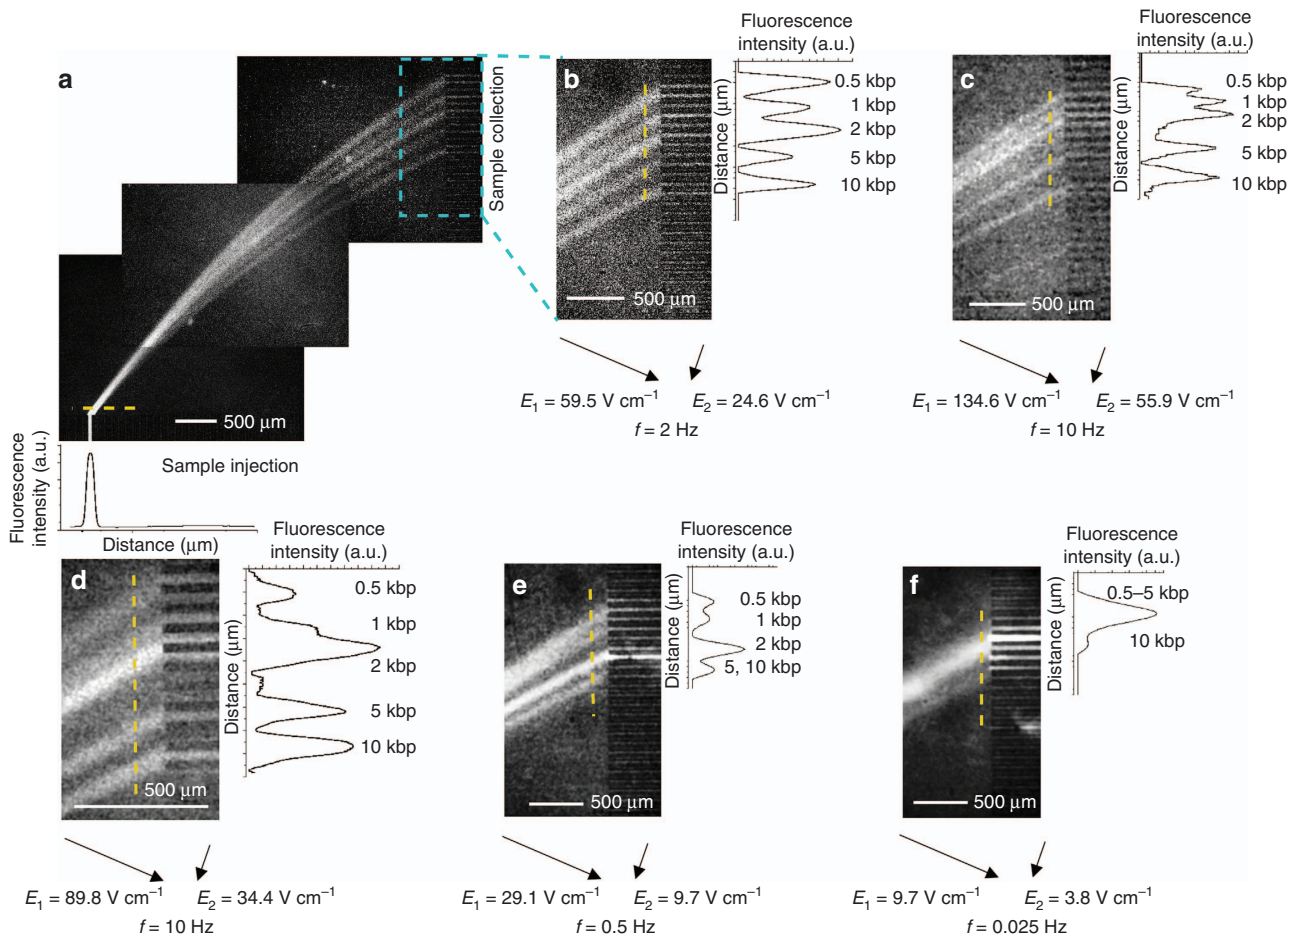 a
Sample collection
500 μm
Sample injection
Fluorescence
intensity (a.u.)
Distance (μm)
b
500 μm
Fluorescence
intensity (a.u.)
Distance (μm)
0.5 kbp
1 kbp
2 kbp
5 kbp
10 kbp
E1 = 59.5 V cm–1
E2 = 24.6 V cm–1
f = 2 Hz
c
500 μm
Fluorescence
intensity (a.u.)
Distance (μm)
0.5 kbp
1 kbp
2 kbp
5 kbp
10 kbp
E1 = 134.6 V cm–1
E2 = 55.9 V cm–1
f = 10 Hz
d
500 μm
Fluorescence
intensity (a.u.)
Distance (μm)
0.5 kbp
1 kbp
2 kbp
5 kbp
10 kbp
E1 = 89.8 V cm–1
E2 = 34.4 V cm–1
f = 10 Hz
e
500 μm
Fluorescence
intensity (a.u.)
Distance (μm)
0.5 kbp
1 kbp
2 kbp
5, 10 kbp
E1 = 29.1 V cm–1
E2 = 9.7 V cm–1
f = 0.5 Hz
f
500 μm
Fluorescence
intensity (a.u.)
Distance (μm)
0.5–5 kbp
10 kbp
E1 = 9.7 V cm–1
E2 = 3.8 V cm–1
f = 0.025 Hz